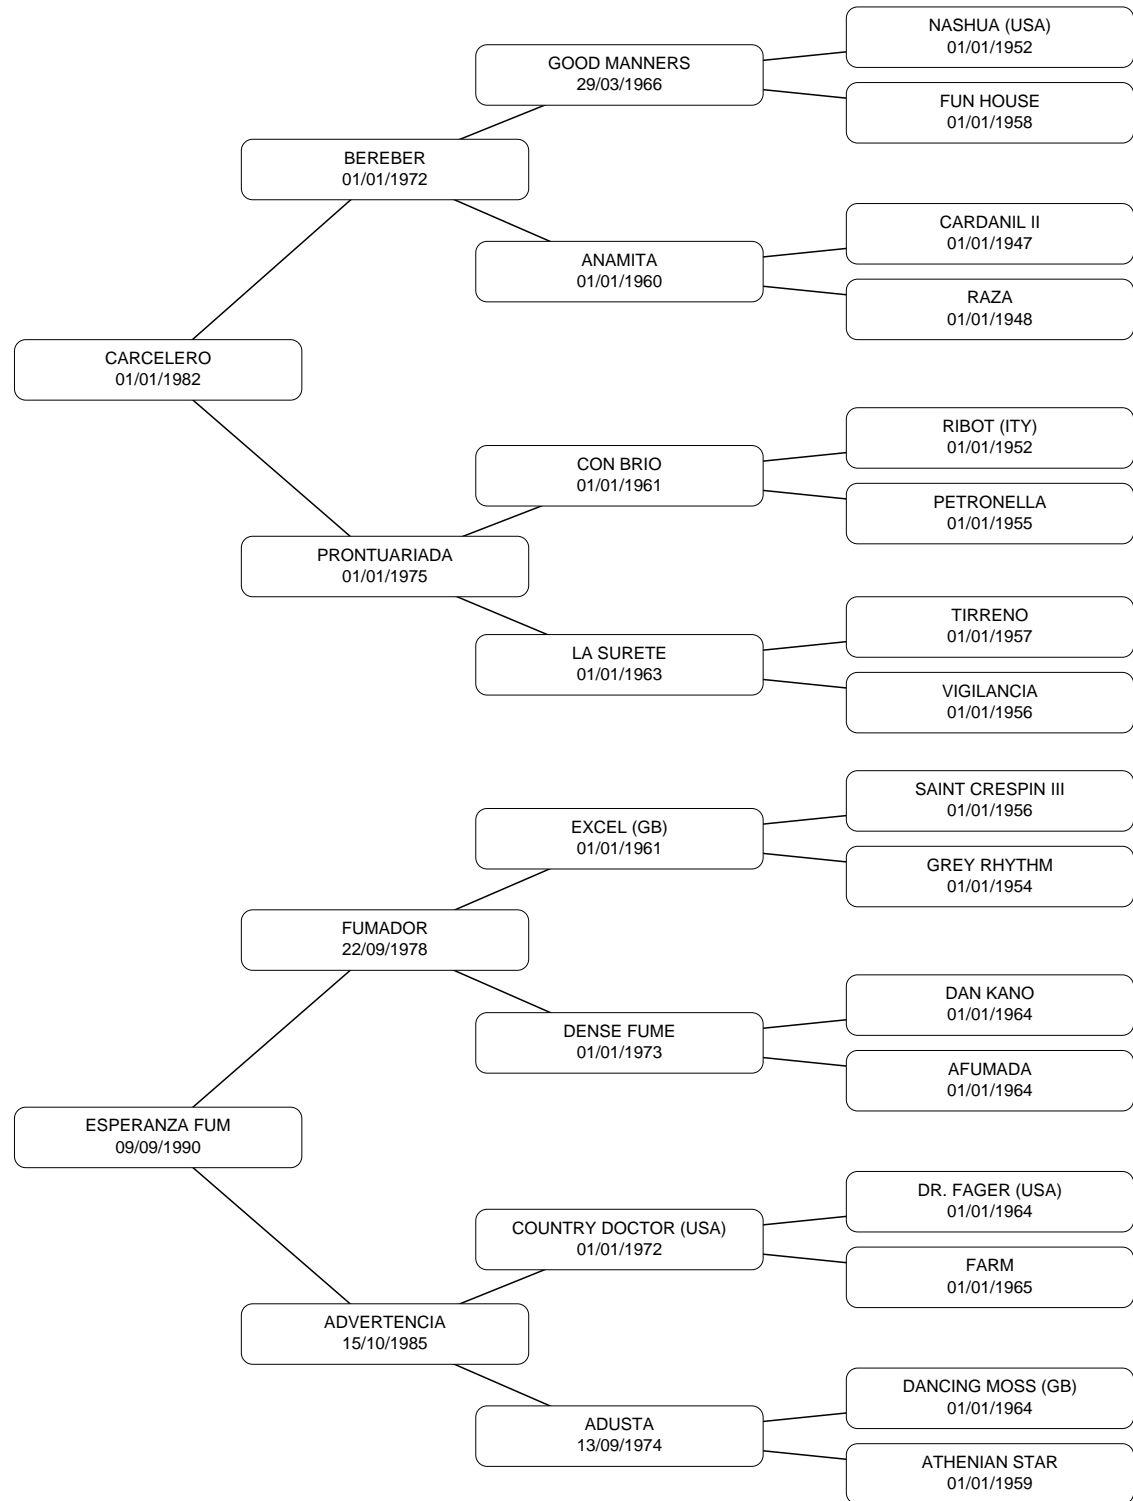 NASHUA (USA)
01/01/1952
GOOD MANNERS
29/03/1966
FUN HOUSE
01/01/1958
BEREBER
01/01/1972
CARDANIL II
01/01/1947
ANAMITA
01/01/1960
RAZA
01/01/1948
CARCELERO
01/01/1982
RIBOT (ITY)
01/01/1952
CON BRIO
01/01/1961
PETRONELLA
01/01/1955
PRONTUARIADA
01/01/1975
TIRRENO
01/01/1957
LA SURETE
01/01/1963
VIGILANCIA
01/01/1956
SAINT CRESPIN III
01/01/1956
EXCEL (GB)
01/01/1961
GREY RHYTHM
01/01/1954
FUMADOR
22/09/1978
DAN KANO
01/01/1964
DENSE FUME
01/01/1973
AFUMADA
01/01/1964
ESPERANZA FUM
09/09/1990
DR. FAGER (USA)
01/01/1964
COUNTRY DOCTOR (USA)
01/01/1972
FARM
01/01/1965
ADVERTENCIA
15/10/1985
DANCING MOSS (GB)
01/01/1964
ADUSTA
13/09/1974
ATHENIAN STAR
01/01/1959